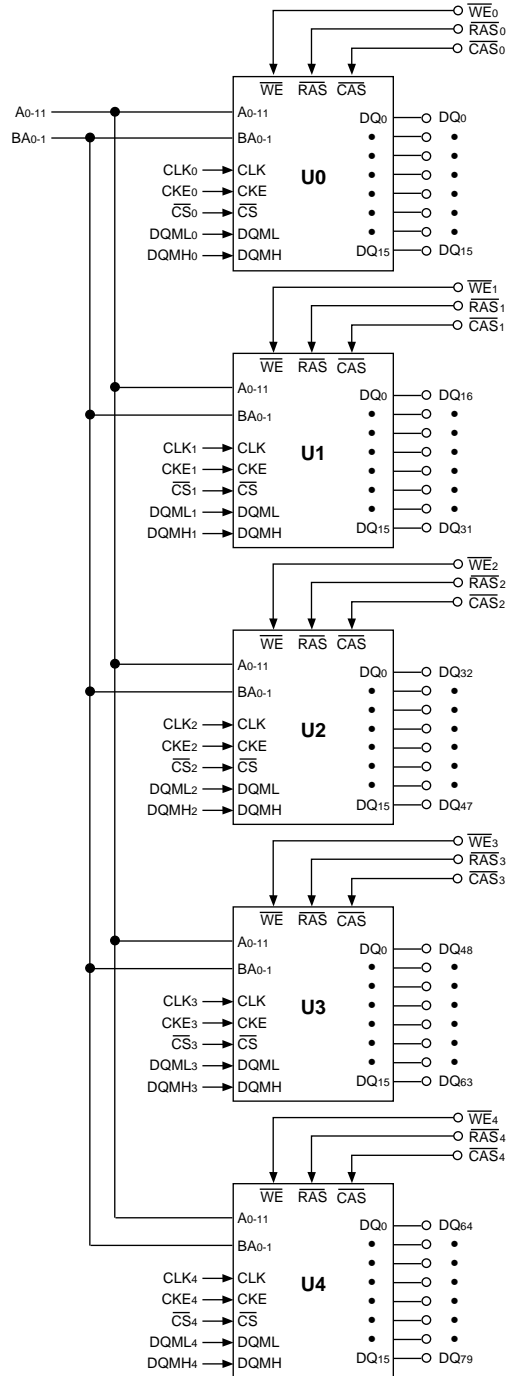 WE0
RAS0
CAS0
WE RAS CAS
A0-11 A0-11 DQ0 DQ0
BA0-1 BA0-1
CLK0 CLK
CKE0 CKE
U0
CS0 CS
DQML0 DQML
DQMH0 DQMH DQ15 DQ15
WE1
RAS1
CAS1
WE RAS CAS
A0-11 DQ0 DQ16
BA0-1
CLK1 CLK
U1
CKE1 CKE
CS1 CS
DQML1 DQML
DQMH1 DQMH DQ15 DQ31
WE2
RAS2
CAS2
WE RAS CAS
A0-11 DQ0 DQ32
BA0-1
CLK2 CLK
U2
CKE2 CKE
CS2 CS
DQML2 DQML
DQMH2 DQMH DQ15 DQ47
WE3
RAS3
CAS3
WE RAS CAS
A0-11 DQ0 DQ48
BA0-1
CLK3 CLK
U3
CKE3 CKE
CS3 CS
DQML3 DQML
DQMH3 DQMH DQ15 DQ63
WE4
RAS4
CAS4
WE RAS CAS
A0-11 DQ0 DQ64
BA0-1
CLK4 CLK
U4
CKE4 CKE
CS4 CS
DQML4 DQML
DQMH4 DQMH DQ15 DQ79